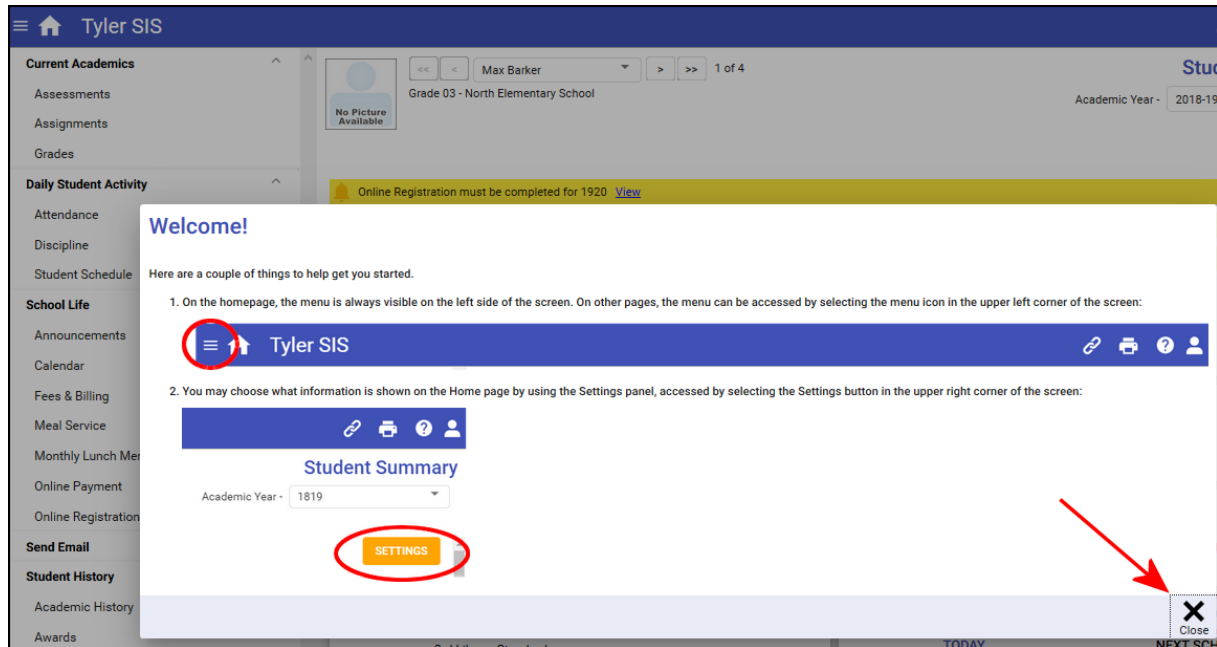 Tyler SIS
Current Academics
Assessments
Assignments
Grades
Daily Student Activity
Attendance
Discipline
Student Schedule
School Life
Announcements
Calendar
Fees & Billing
Meal Service
Monthly Lunch
Online Payment
Online Registration
Send Email
Student History
Academic History
Awards
No Picture
Available
<< < Max Barker > >> 1 of 4
Grade 03 - North Elementary School
Academic Year - 2018-19
Online Registration must be completed for 1920 View
Welcome!
Here are a couple of things to help get you started.
1. On the homepage, the menu is always visible on the left side of the screen. On other pages, the menu can be accessed by selecting the menu icon in the upper left corner of the screen:
Tyler SIS
2. You may choose what information is shown on the Home page by using the Settings panel, accessed by selecting the Settings button in the upper right corner of the screen:
Student Summary
Academic Year - 1819
SETTINGS
Close
TODAY
NEXT